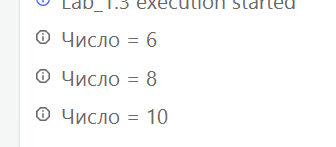 Lab_1.3 execution started
Число = 6
Число = 8
Число = 10